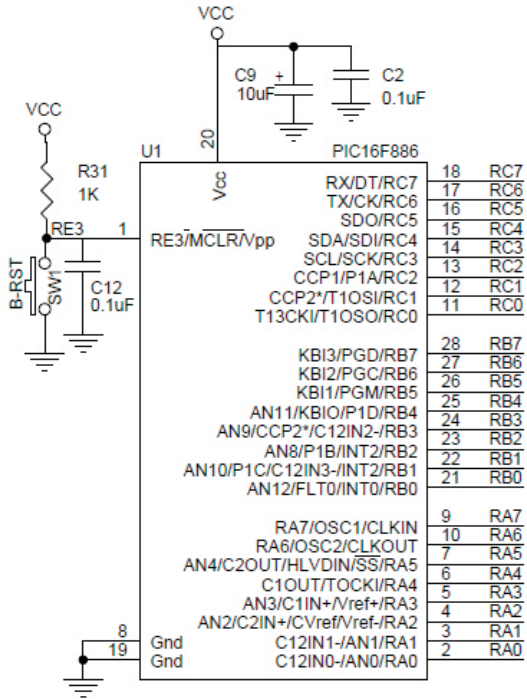 VCC
C9
+
10uF
C2
0.1uF
VCC
R31
1K
U1
20
PIC16F886
Vcc
RE3
1
RE3/MCLR/Vpp
B-RST
SW1
C12
0.1uF
RX/DT/RC7 18 RC7
TX/CK/RC6 17 RC6
SDO/RC5 16 RC5
SDA/SDI/RC4 15 RC4
SCL/SCK/RC3 14 RC3
CCP1/P1A/RC2 13 RC2
CCP2*/T1OSI/RC1 12 RC1
T13CKI/T1OSO/RC0 11 RC0
KBI3/PGD/RB7 28 RB7
KBI2/PGC/RB6 27 RB6
KBI1/PGM/RB5 26 RB5
AN11/KBIO/P1D/RB4 25 RB4
AN9/CCP2*/C12IN2-/RB3 24 RB3
AN8/P1B/INT2/RB2 23 RB2
AN10/P1C/C12IN3-/INT2/RB1 22 RB1
AN12/FLT0/INT0/RB0 21 RB0
RA7/OSC1/CLKIN 9 RA7
RA6/OSC2/CLKOUT 10 RA6
AN4/C2OUT/HLVDIN/SS/RA5 7 RA5
C1OUT/TOCKI/RA4 6 RA4
AN3/C1IN+/Vref+/RA3 5 RA3
AN2/C2IN+/CVref/Vref-/RA2 4 RA2
8 Gnd C12IN1-/AN1/RA1 3 RA1
19 Gnd C12IN0-/AN0/RA0 2 RA0